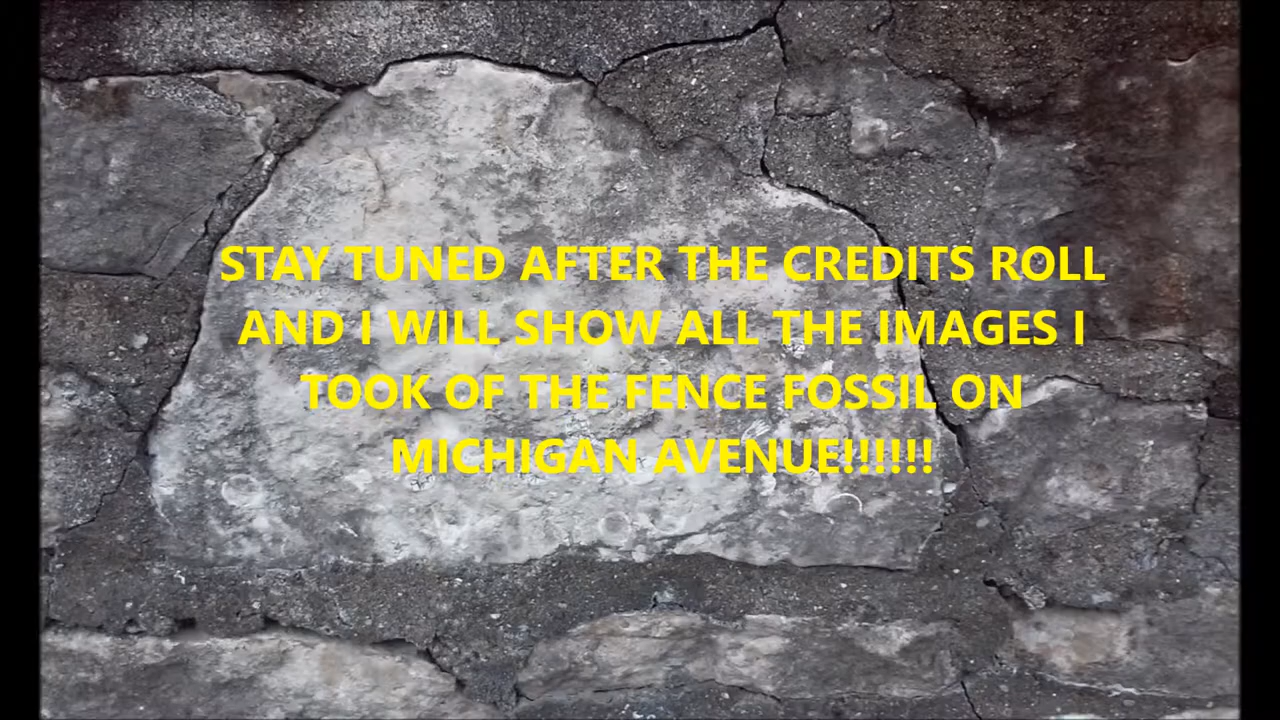 STAY TUNED AFTER THE CREDITS ROLL
AND I WILL SHOW ALL THE IMAGES I
TOOK OF THE FENCE FOSSIL ON
MICHIGAN AVENUE!!!!!!